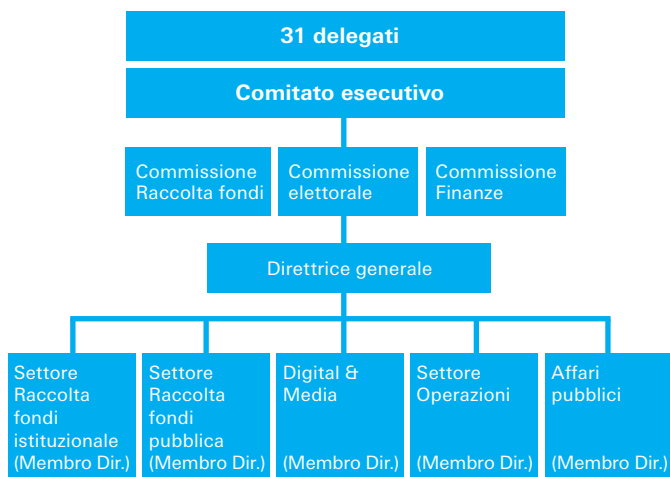 31 delegati
Comitato esecutivo
Commissione
Raccolta fondi
Commissione
elettorale
Commissione
Finanze
Direttrice generale
Settore
Raccolta
fondi
istituzionale
(Membro Dir.)
Settore
Raccolta
fondi
pubblica
(Membro Dir.)
Digital &
Media
(Membro Dir.)
Settore
Operazioni
(Membro Dir.)
Affari
pubblici
(Membro Dir.)